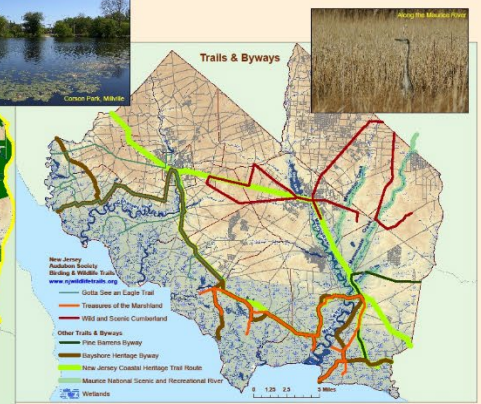 Along the Maurice River
Corson Park, Millville
Trails & Byways
New Jersey
Audubon Society
Birding & Wildlife Trails
www.njwildlifetrails.org
Gotta See an Eagle Trail
Treasures of the Marshland
Wild and Scenic Cumberland
Other Trails & Byways
Pine Barrens Byway
Bayshore Heritage Byway
New Jersey Coastal Heritage Trail Route
Maurice National Scenic and Recreational River
Wetlands
0 1.25 2.5 5 Miles